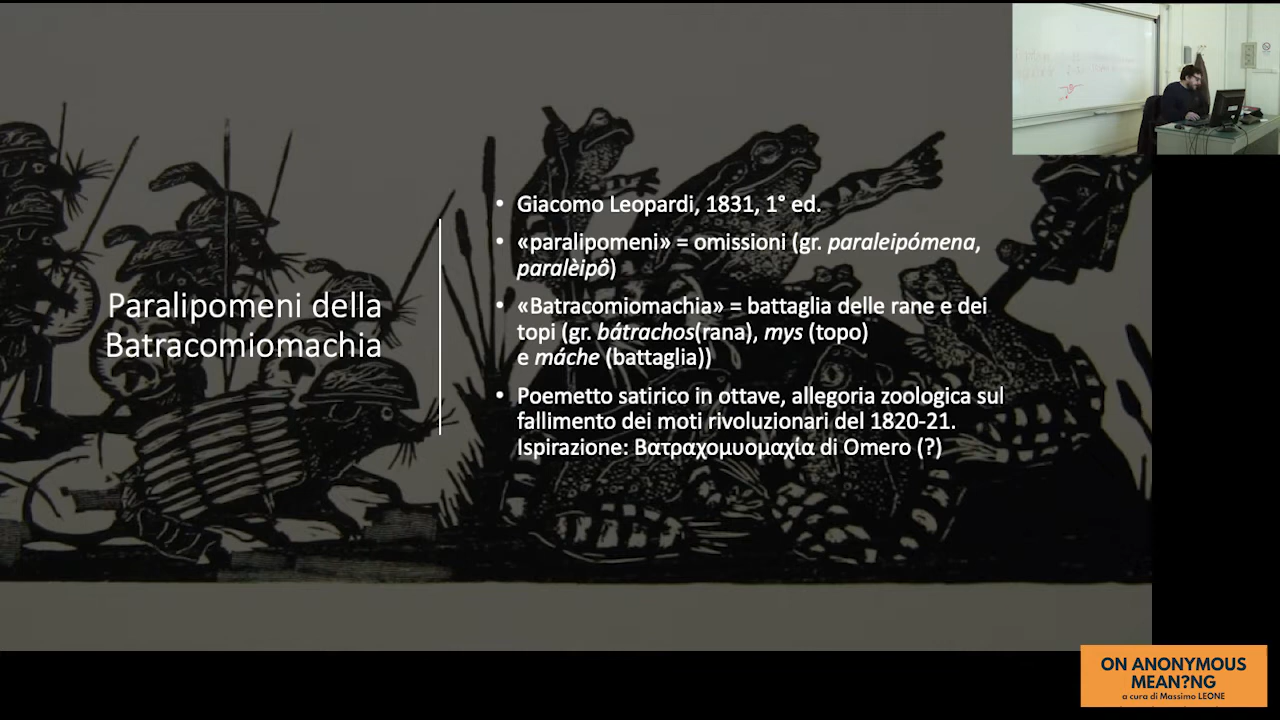 Paralipomeni della
Batracomiomachia
• Giacomo Leopardi, 1831, 1° ed.
• «paralipomeni» = omissioni (gr. paraleipómena,
paralèipô)
• «Batracomiomachia» = battaglia delle rane e dei
topi (gr. bátrachos(rana), mys (topo)
e máche (battaglia))
• Poemetto satirico in ottave, allegoria zoologica sul
fallimento dei moti rivoluzionari del 1820-21.
Ispirazione: Βατραχομυομαχία di Omero (?)
ON ANONYMOUS
MEAN?NG
a cura di Massimo LEONE